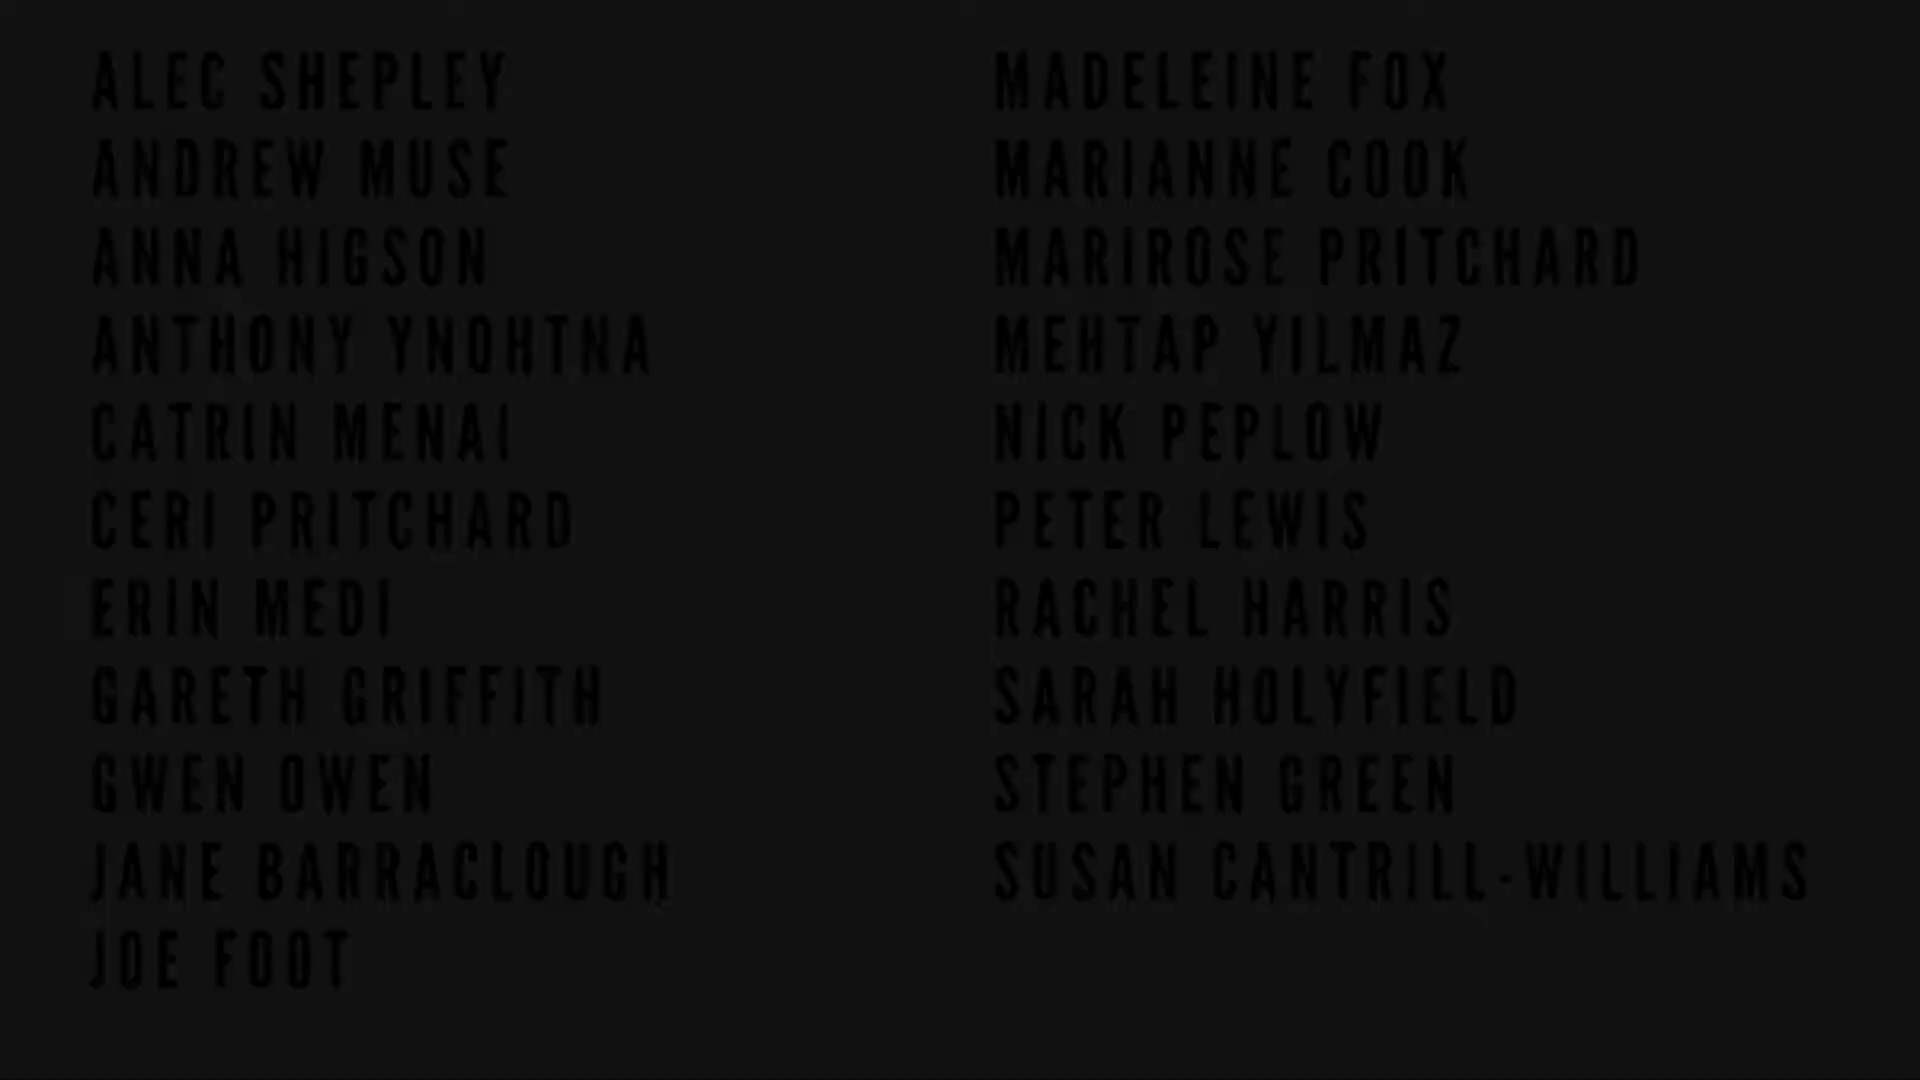 ALEC SHEPLEY
ANDREW MUSE
ANNA HIGSON
ANTHONY YNOHTNA
CATRIN MENAI
CERI PRITCHARD
ERIN MEDI
GARETH GRIFFITH
GWEN OWEN
JANE BARRACLOUGH
JOE FOOT
MADELEINE FOX
MARIANNE COOK
MARIROSE PRITCHARD
MEHTAP YILMAZ
NICK PEPLOW
PETER LEWIS
RACHEL HARRIS
SARAH HOLYFIELD
STEPHEN GREEN
SUSAN CANTRILL-WILLIAMS